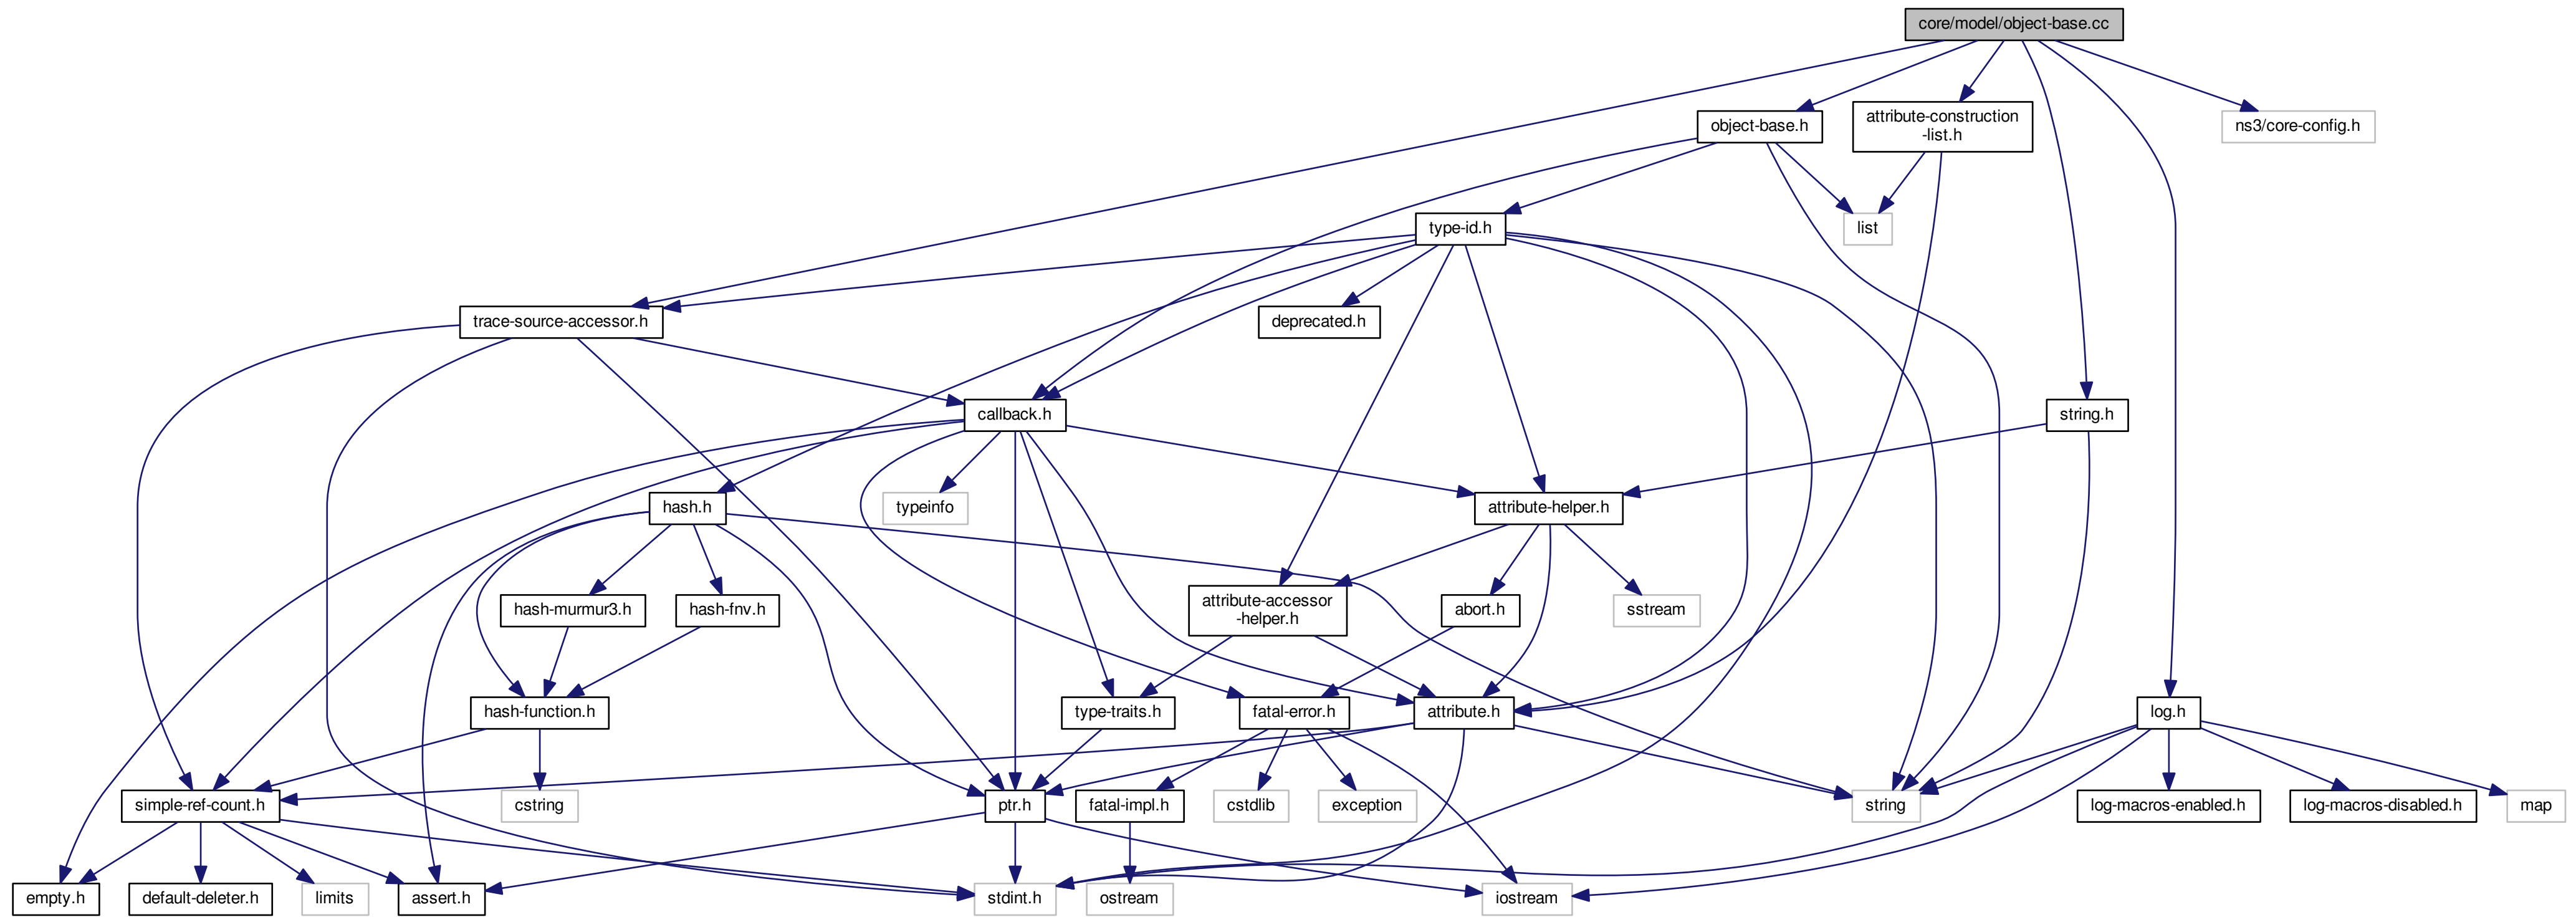 core/model/object-base.cc
object-base.h
attribute-construction
-list.h
ns3/core-config.h
type-id.h
list
trace-source-accessor.h
deprecated.h
callback.h
string.h
typeinfo
hash.h
attribute-helper.h
hash-murmur3.h
hash-fnv.h
attribute-accessor
-helper.h
abort.h
sstream
hash-function.h
type-traits.h
fatal-error.h
attribute.h
log.h
simple-ref-count.h
cstring
ptr.h
fatal-impl.h
cstdlib
exception
string
log-macros-enabled.h
log-macros-disabled.h
map
empty.h
default-deleter.h
limits
assert.h
stdint.h
ostream
iostream